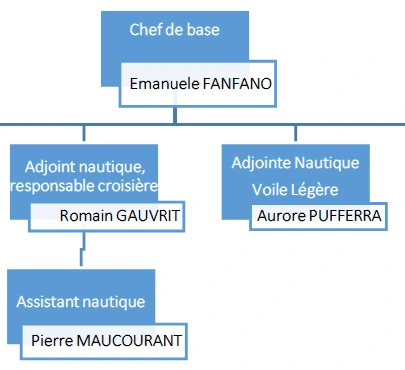 Chef de base
Emanuele FANFANO
Adjoint nautique,
responsable croisière
Romain GAUVRIT
Adjointe Nautique
Voile Légère
Aurore PUFFERRA
Assistant nautique
Pierre MAUCOURANT